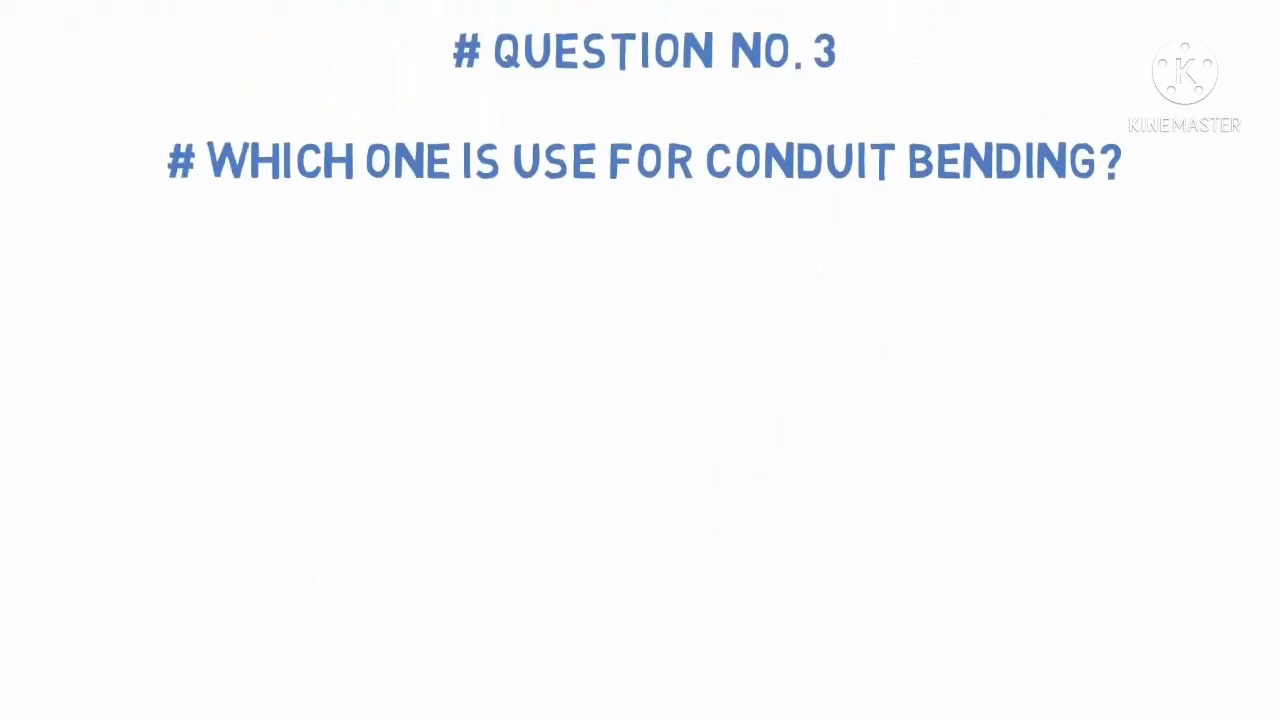 # QUESTION NO. 3
KINEMASTER
# WHICH ONE IS USE FOR CONDUIT BENDING?